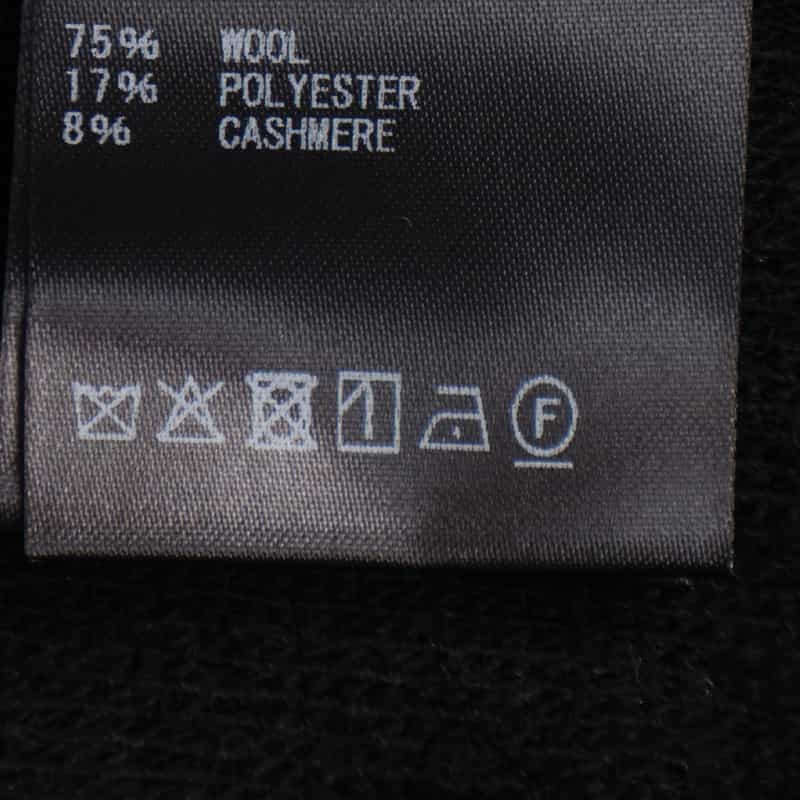 75% WOOL
17% POLYESTER
8% CASHMERE
F